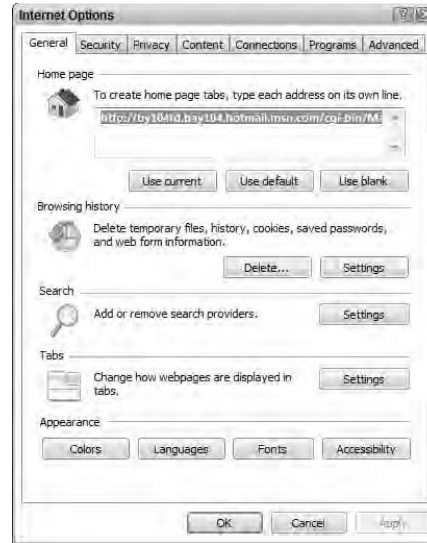 Internet Options
General Security Privacy Content Connections Programs Advanced
Home page
To create home page tabs, type each address on its own line.
http://by104fd.bay104.hotmail.msn.com/cgi-bin/M
Use current Use default Use blank
Browsing history
Delete temporary files, history, cookies, saved passwords,
and web form information.
Delete... Settings
Search
Add or remove search providers. Settings
Tabs
Change how webpages are displayed in
tabs.
Settings
Appearance
Colors Languages Fonts Accessibility
OK Cancel Apply